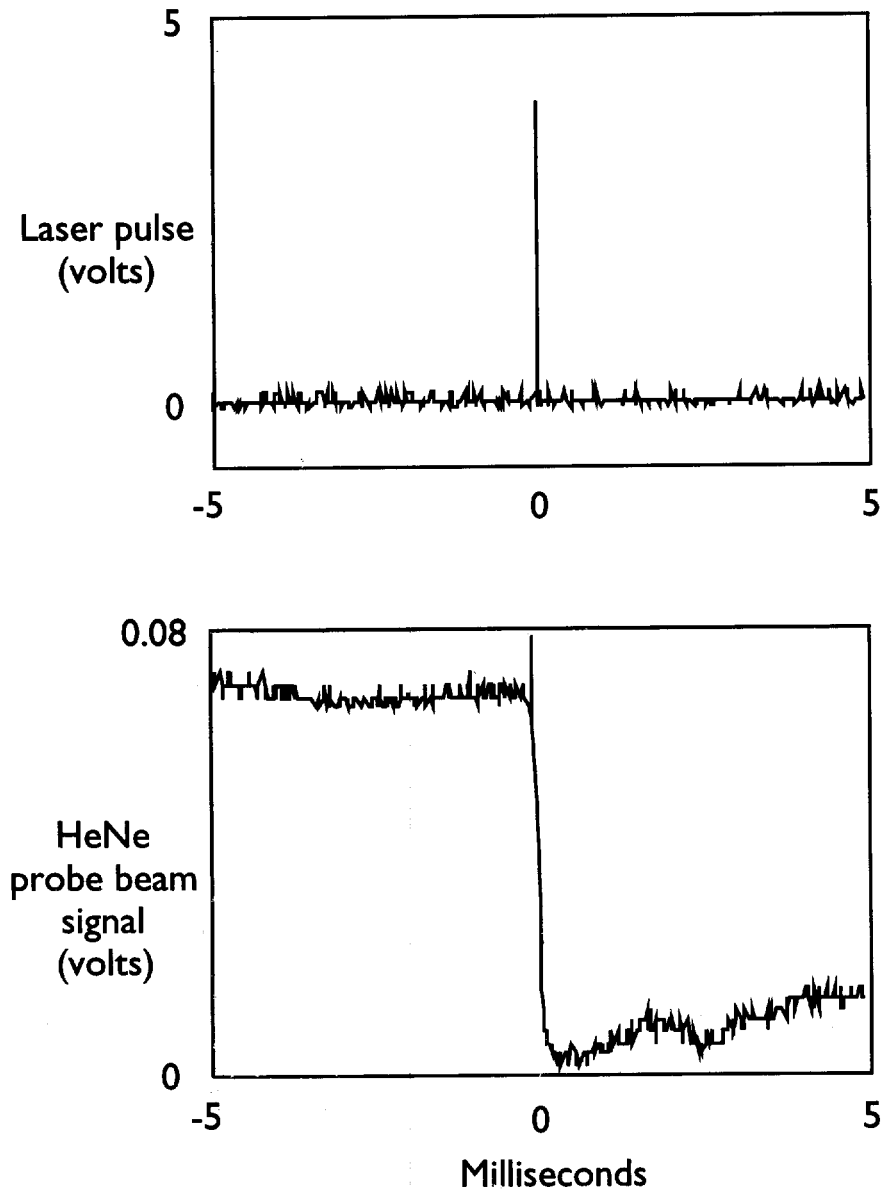 5
Laser pulse
(volts)
0
-5 0 5
0.08
HeNe
probe beam
signal
(volts)
0
-5 0 5
Milliseconds